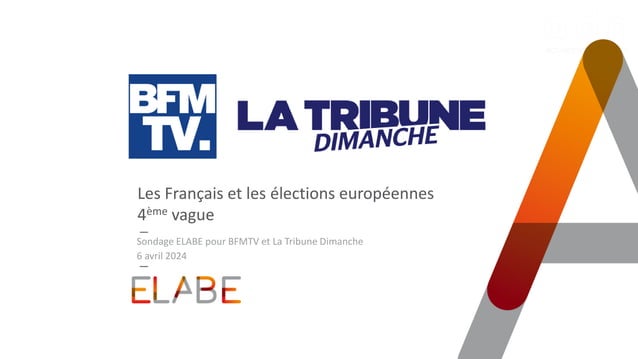 BFM
TV.
LA TRIBUNE
DIMANCHE
Les Français et les élections européennes
4ème vague
Sondage ELABE pour BFMTV et La Tribune Dimanche
6 avril 2024
ELABE